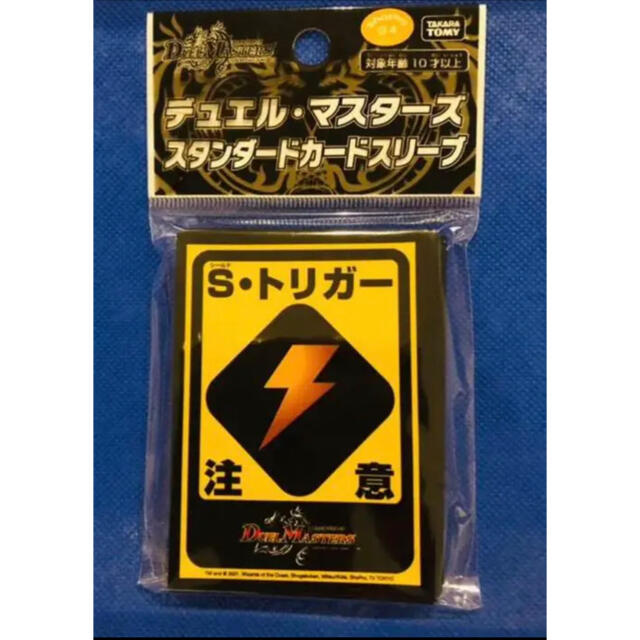 DUEL MASTERS
TAKARA
TOMY
対象年齢10才以上
デュエル・マスターズ
スタンダードカードスリーブ
シールド
S・トリガー
注 意
DUEL MASTERS